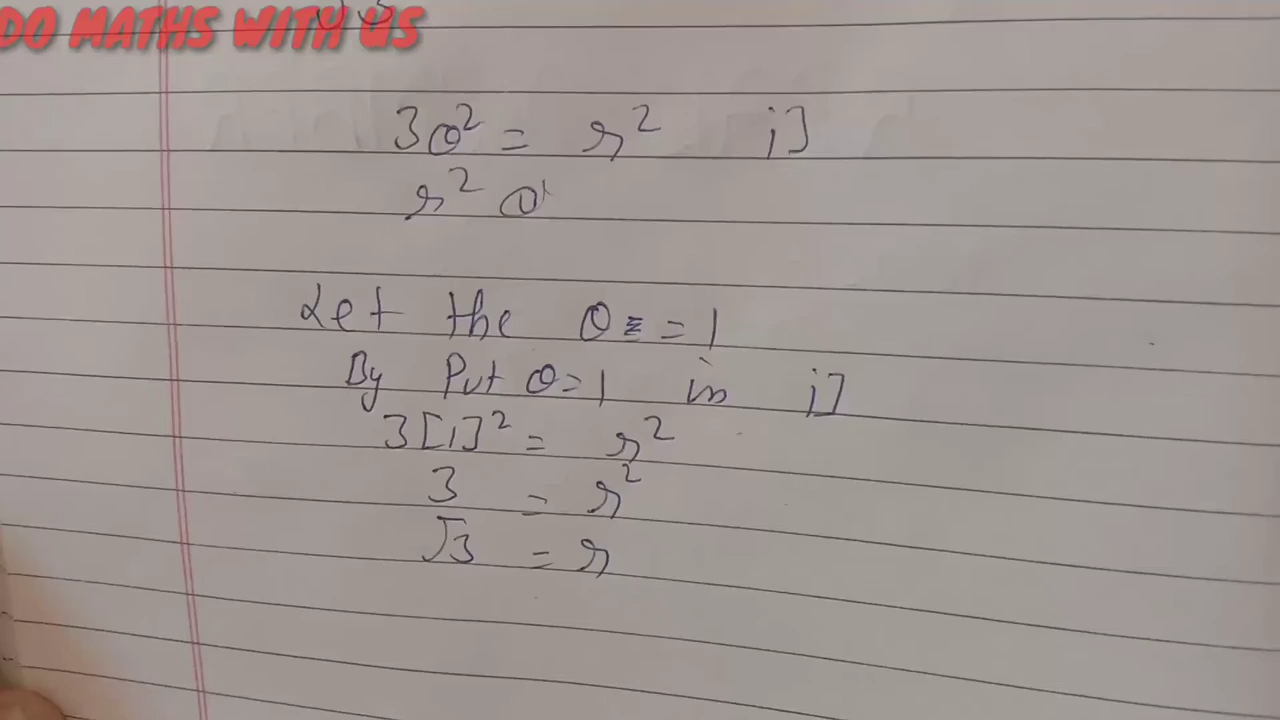 DO MATHS WITH US
3θ² = r² i]
r² θ
Let the θ = 1
By Put θ=1 in i]
3[1]² = r²
3 = r²
√3 = r